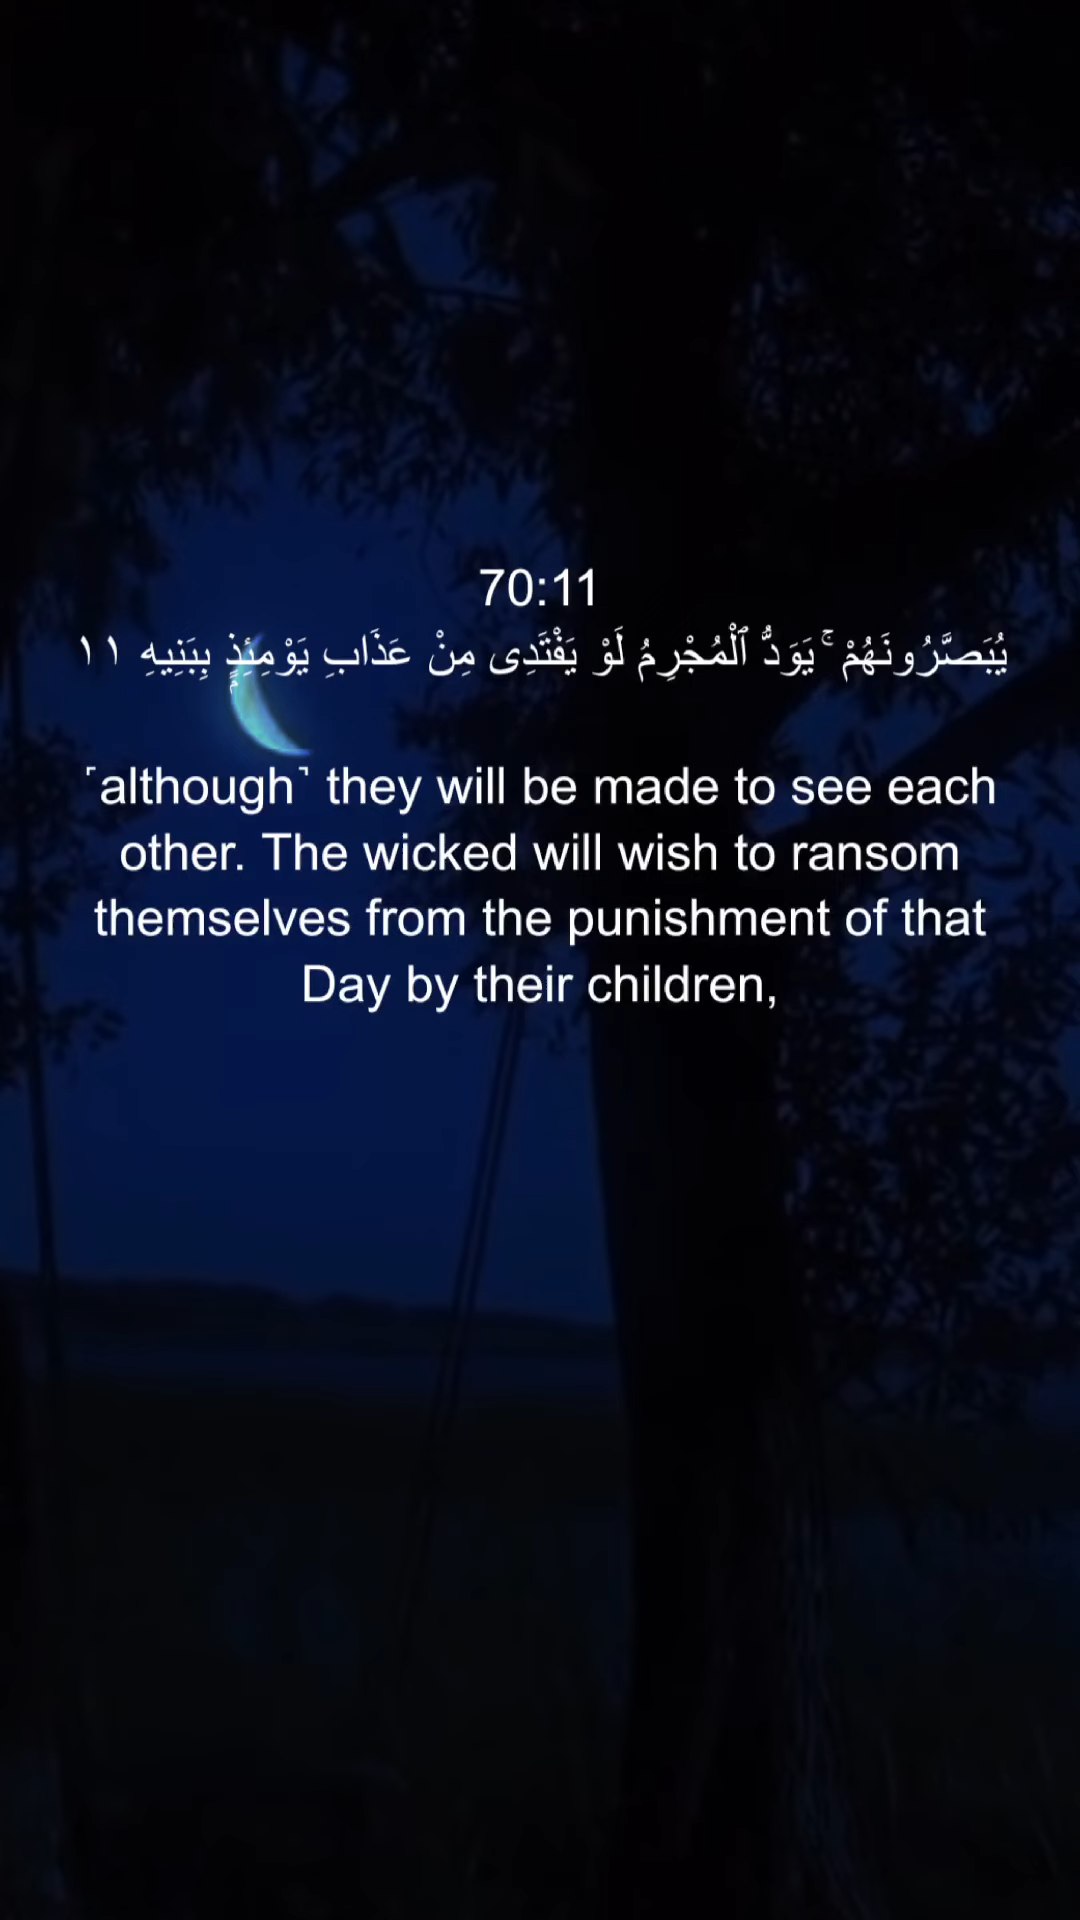 70:11
يُبَصَّرُونَهُمْ ۚ يَوَدُّ ٱلْمُجْرِمُ لَوْ يَفْتَدِى مِنْ عَذَابِ يَوْمِئِذٍۭ بِبَنِيهِ ١١
˹although˺ they will be made to see each
other. The wicked will wish to ransom
themselves from the punishment of that
Day by their children,